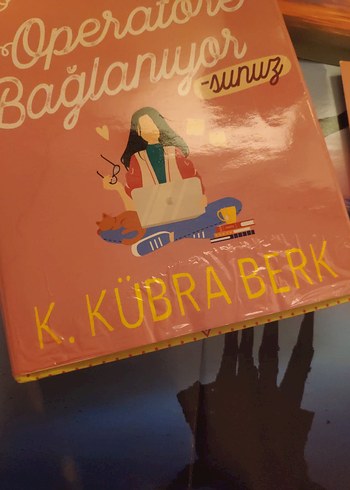 Operatöre
Bağlanıyor
-sunuz
K. KÜBRA BERK